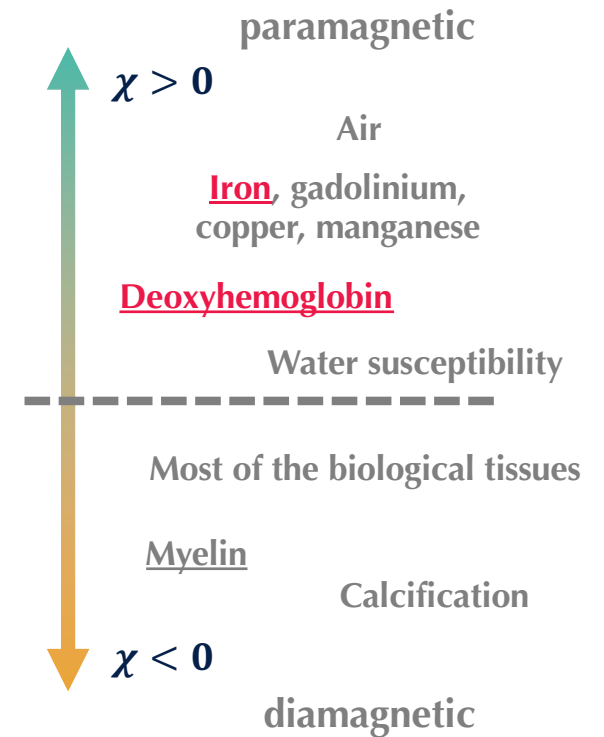 paramagnetic
χ > 0
Air
Iron, gadolinium,
copper, manganese
Deoxyhemoglobin
Water susceptibility
Most of the biological tissues
Myelin
Calcification
χ < 0
diamagnetic